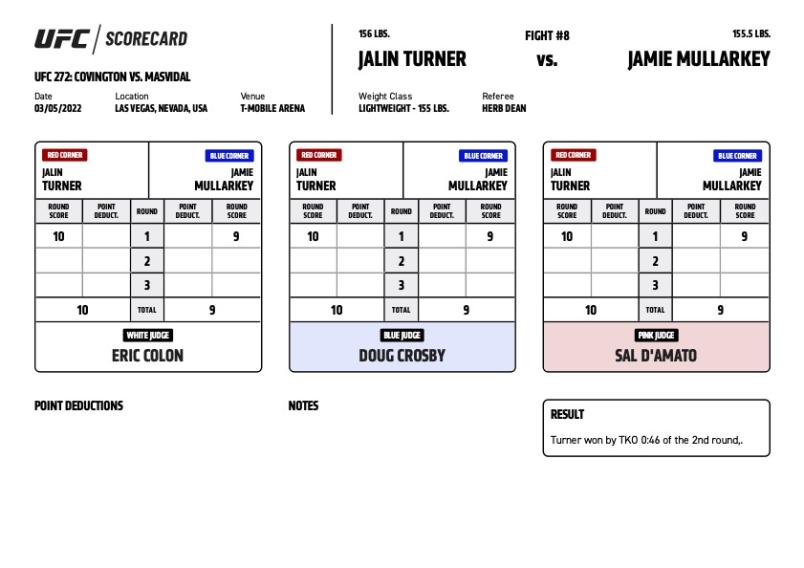 UFC / SCORECARD
UFC 272: COVINGTON VS. MASVIDAL
Date Location Venue
03/05/2022 LAS VEGAS, NEVADA, USA T-MOBILE ARENA
156 LBS. FIGHT #8 155.5 LBS.
JALIN TURNER vs. JAMIE MULLARKEY
Weight Class Referee
LIGHTWEIGHT - 155 LBS. HERB DEAN
RED CORNER BLUE CORNER
JALIN JAMIE
TURNER MULLARKEY
ROUND SCORE POINT DEDUCT. ROUND POINT DEDUCT. ROUND SCORE
10 1 9
2
3
10 TOTAL 9
WHITE JUDGE
ERIC COLON
RED CORNER BLUE CORNER
JALIN JAMIE
TURNER MULLARKEY
ROUND SCORE POINT DEDUCT. ROUND POINT DEDUCT. ROUND SCORE
10 1 9
2
3
10 TOTAL 9
BLUE JUDGE
DOUG CROSBY
RED CORNER BLUE CORNER
JALIN JAMIE
TURNER MULLARKEY
ROUND SCORE POINT DEDUCT. ROUND POINT DEDUCT. ROUND SCORE
10 1 9
2
3
10 TOTAL 9
PINK JUDGE
SAL D'AMATO
POINT DEDUCTIONS
NOTES
RESULT
Turner won by TKO 0:46 of the 2nd round,.